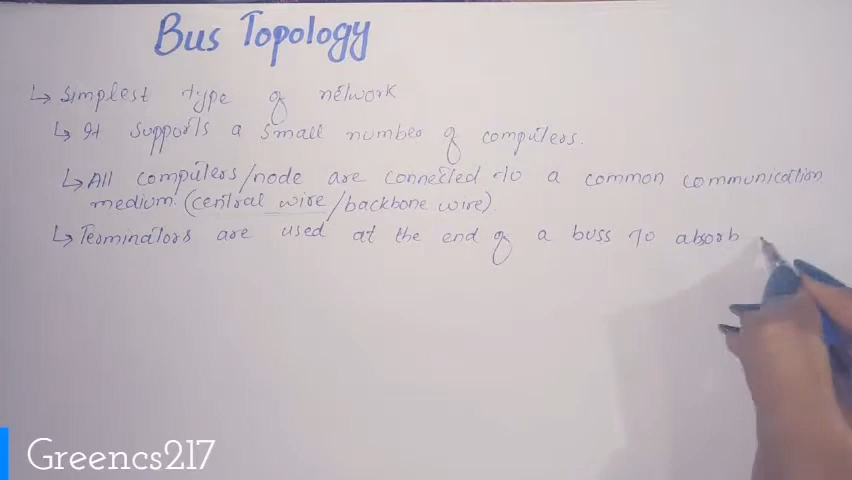 Bus Topology
↳ simplest type of network
↳ It supports a small number of computers.
↳ All computers/node are connected to a common communication
medium. (central wire/backbone wire).
↳ Terminators are used at the end of a buss to absorb
Greencs217